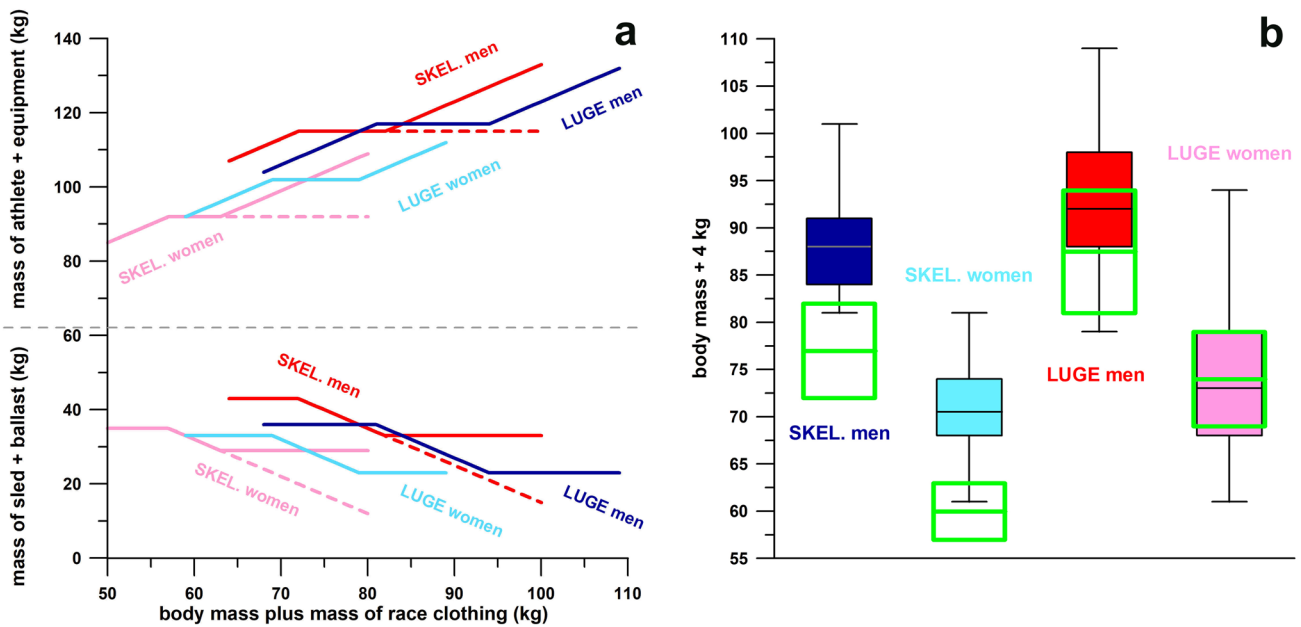 a
mass of athlete + equipment (kg)
140
120
100
80
SKEL. men
LUGE men
LUGE women
SKEL. women
mass of sled + ballast (kg)
60
40
20
0
SKEL. men
SKEL. women
LUGE women
LUGE men
50 60 70 80 90 100 110
body mass plus mass of race clothing (kg)
b
body mass + 4 kg
110
105
100
95
90
85
80
75
70
65
60
55
LUGE women
SKEL. women
LUGE men
SKEL. men